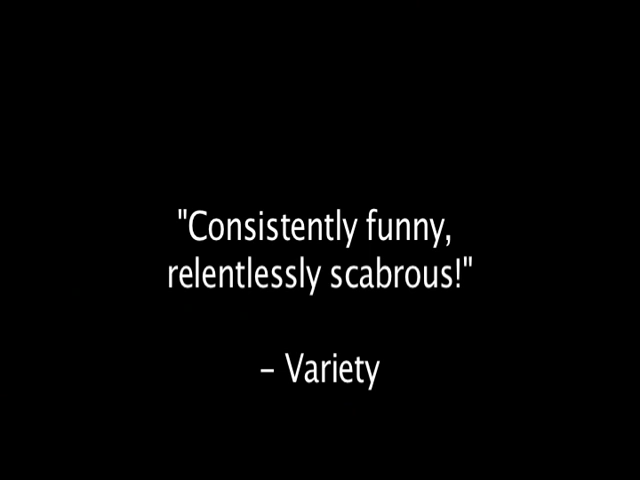 "Consistently funny,
relentlessly scabrous!"
– Variety